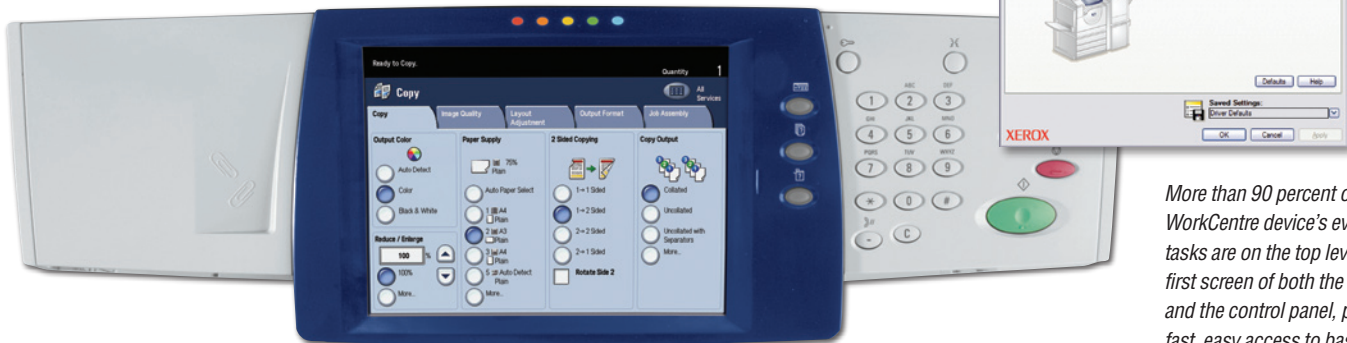 Ready to Copy.
Quantity 1
Copy
All
Services
Copy
Image Quality
Layout
Adjustment
Output Format
Job Assembly
Output Color
Auto Detect
Color
Black & White
Reduce / Enlarge
100 %
100%
More...
Paper Supply
75%
Plain
Auto Paper Select
1 A4
Plain
2 A3
Plain
3 A4
Plain
5 Auto Detect
Plain
More...
2 Sided Copying
1→ 1 Sided
1→ 2 Sided
2→ 2 Sided
2→ 1 Sided
Rotate Side 2
Copy Output
Collated
Uncollated
Uncollated with
Separators
More...
ABC DEF
1 2 3
GHI JKL MNO
4 5 6
PQRS TUV WXYZ
7 8 9
* 0 #
- C
Defaults Help
Saved Settings:
Driver Defaults
XEROX
OK Cancel Apply
More than 90 percent
WorkCentre device's
tasks are on the top
first screen of both the
and the control panel,
fast, easy access to